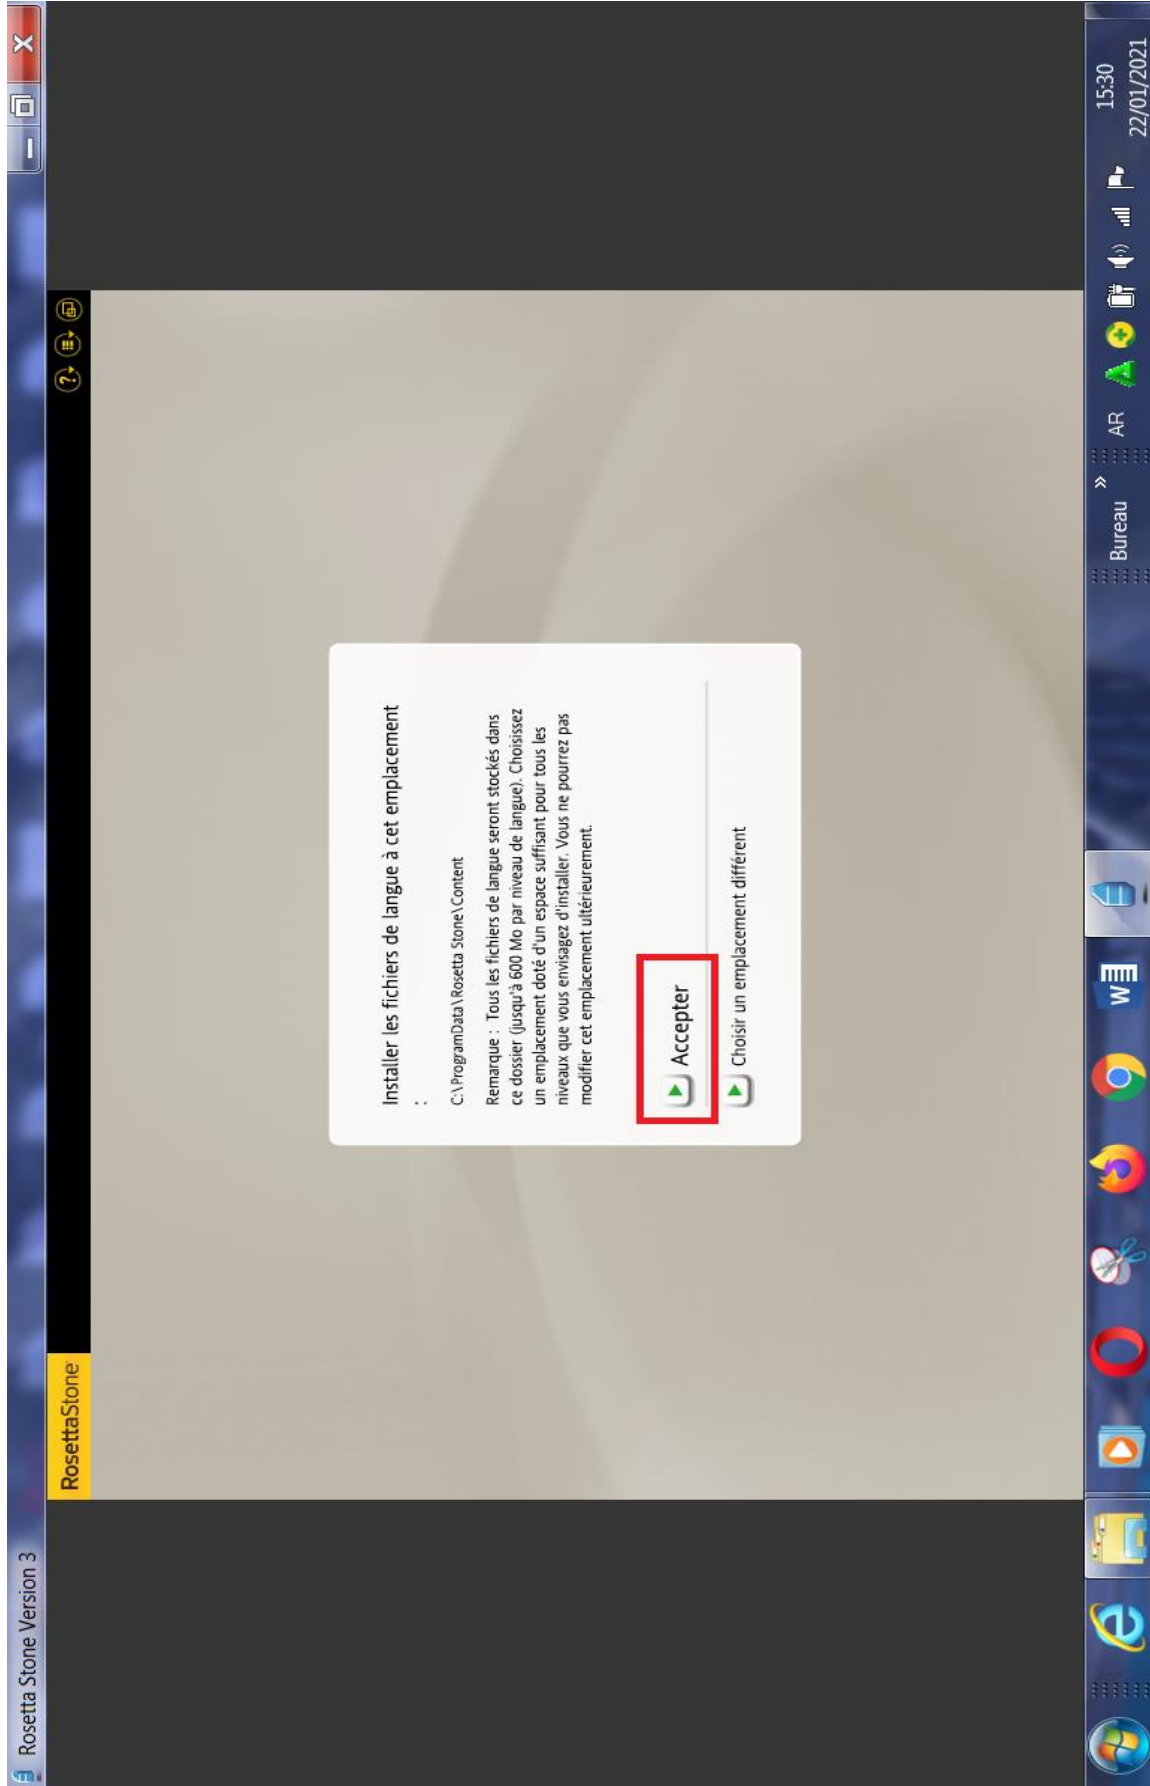 Rosetta Stone Version 3
RosettaStone
Installer les fichiers de langue à cet emplacement
:
C:\ProgramData\Rosetta Stone\Content
Remarque : Tous les fichiers de langue seront stockés dans
ce dossier (jusqu'à 600 Mo par niveau de langue). Choisissez
un emplacement doté d'un espace suffisant pour tous les
niveaux que vous envisagez d'installer. Vous ne pourrez pas
modifier cet emplacement ultérieurement.
Accepter
Choisir un emplacement différent
Bureau » AR
15:30
22/01/2021